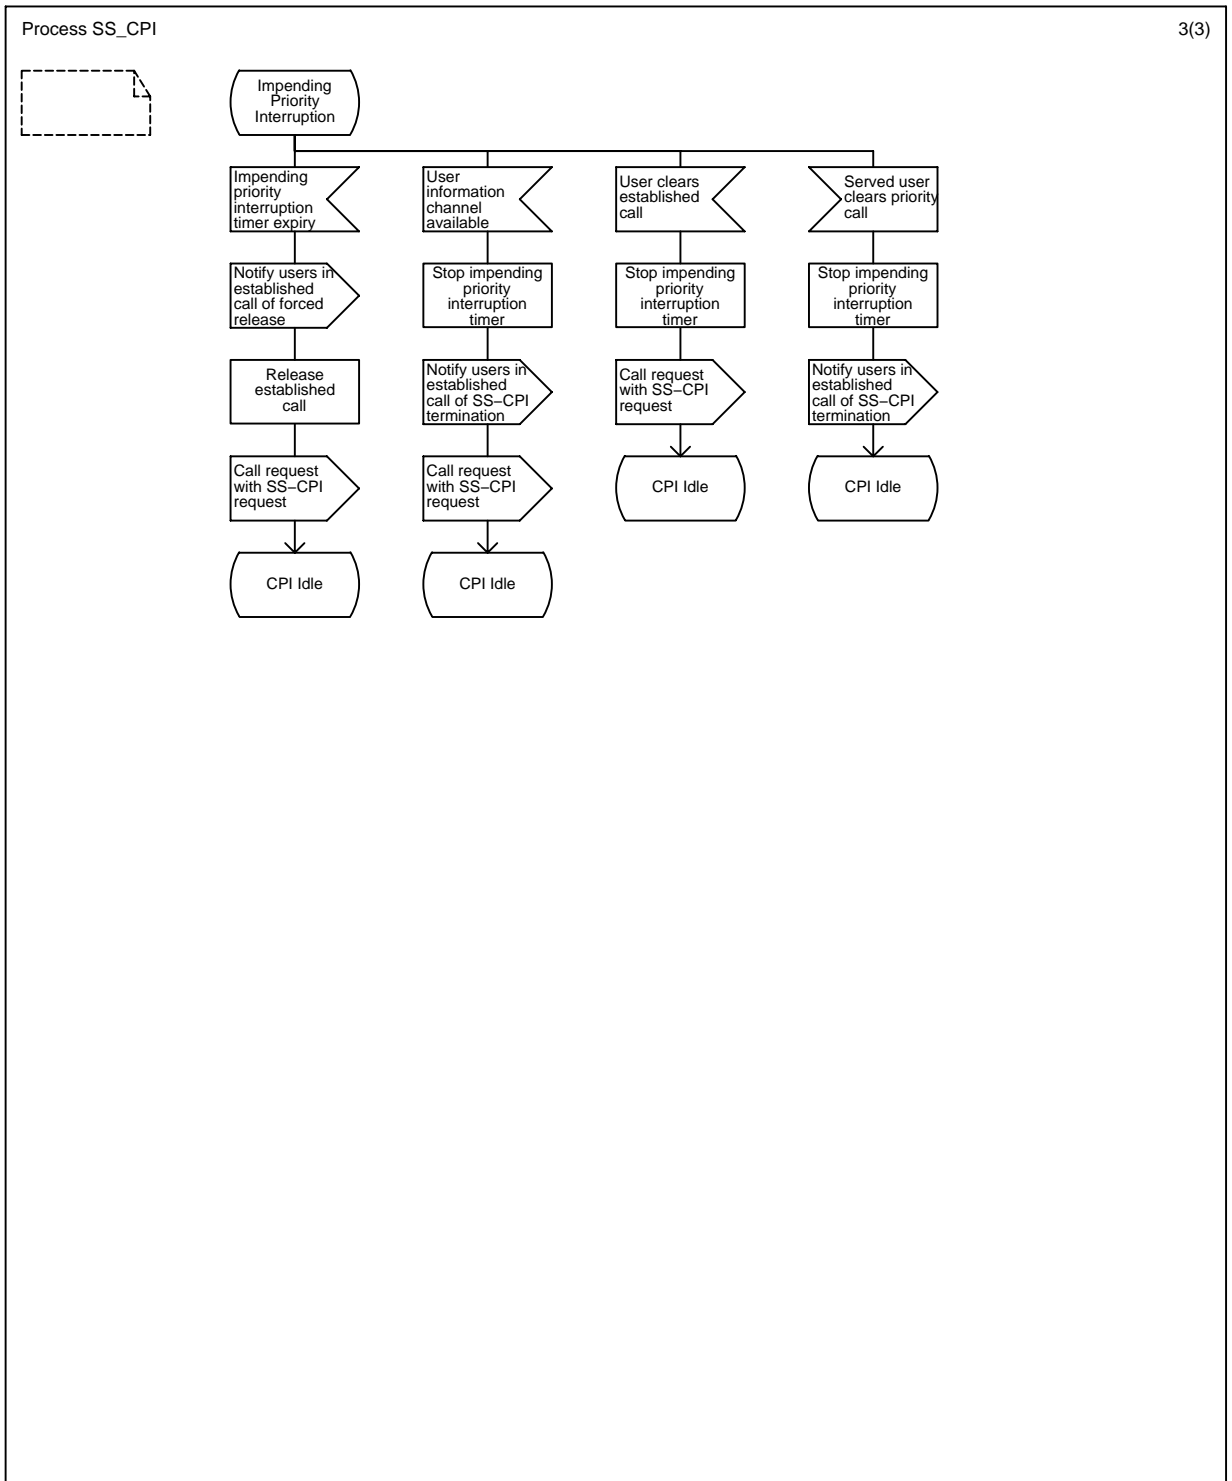 Process SS_CPI
3(3)
Impending
Priority
Interruption
Impending
priority
interruption
timer expiry
User
information
channel
available
User clears
established
call
Served user
clears priority
call
Notify users in
established
call of forced
release
Stop impending
priority
interruption
timer
Stop impending
priority
interruption
timer
Stop impending
priority
interruption
timer
Release
established
call
Notify users in
established
call of SS−CPI
termination
Call request
with SS−CPI
request
Notify users in
established
call of SS−CPI
termination
Call request
with SS−CPI
request
Call request
with SS−CPI
request
CPI Idle
CPI Idle
CPI Idle
CPI Idle